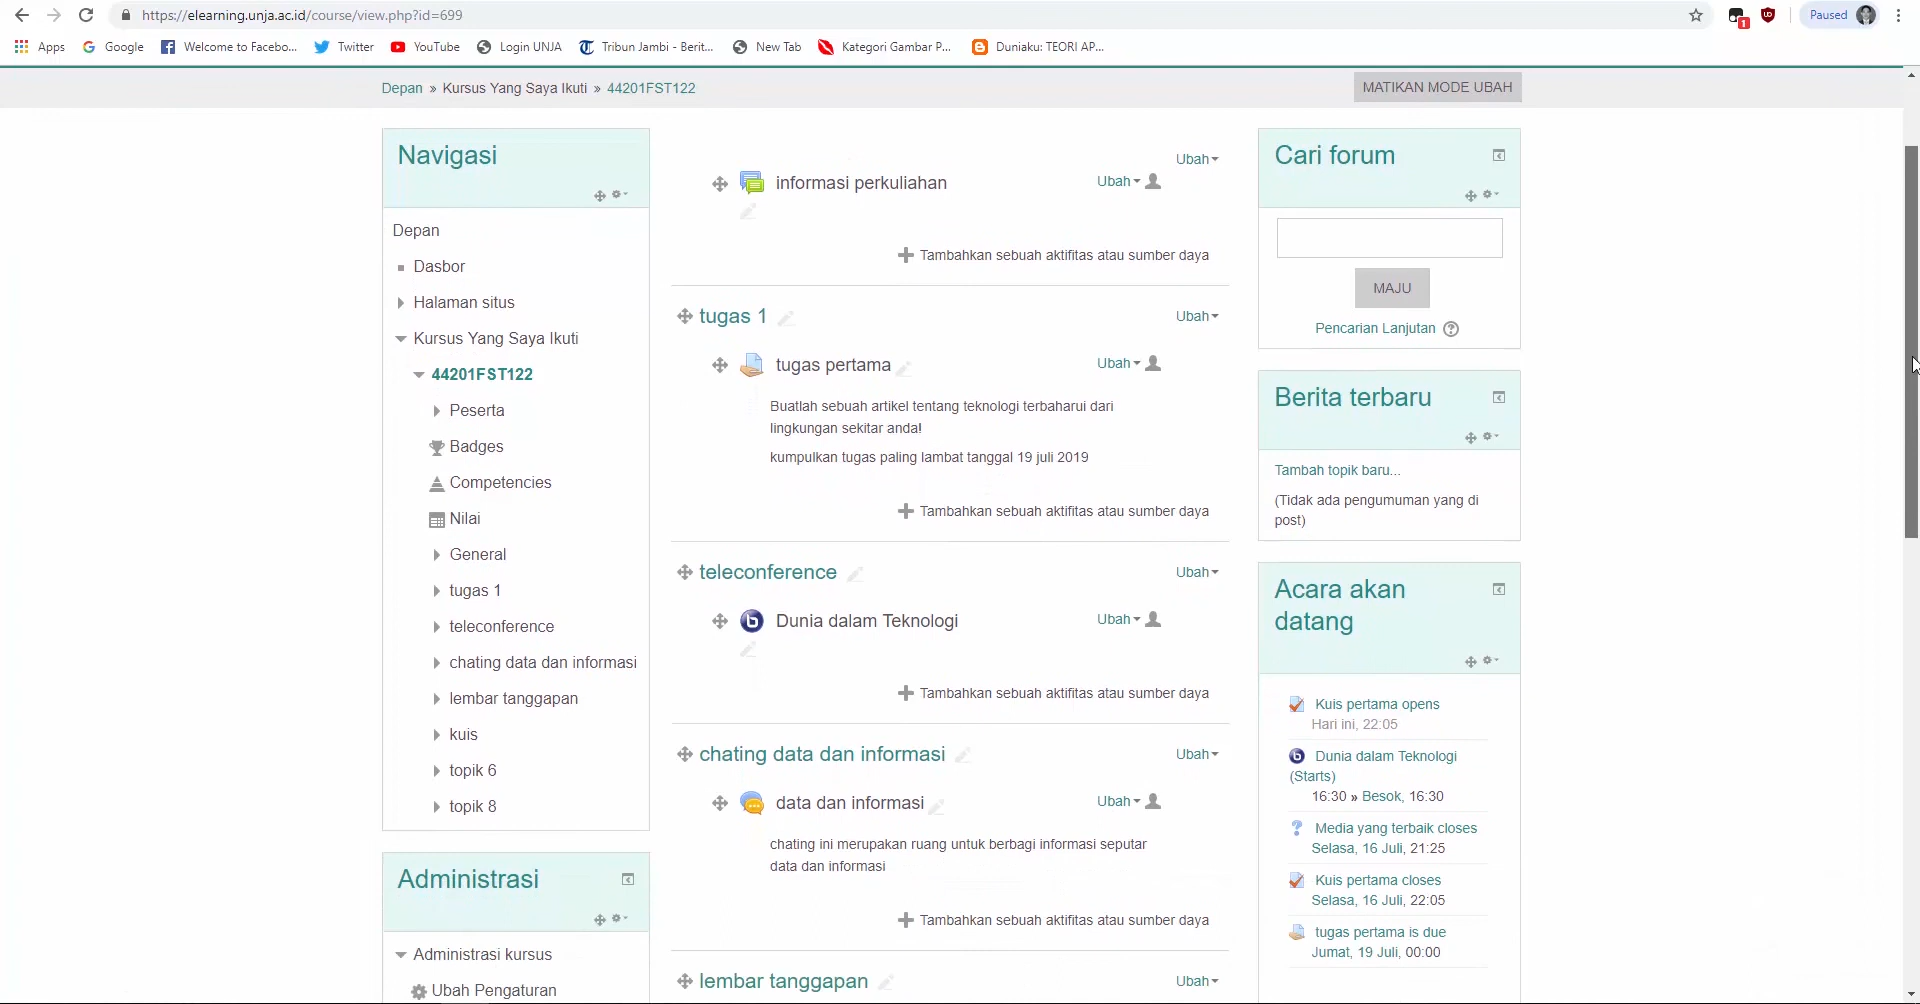 https://elearning.unja.ac.id/course/view.php?id=699
1
Paused
Apps
Google
Welcome to Facebo...
Twitter
YouTube
Login UNJA
Tribun Jambi - Berit...
New Tab
Kategori Gambar P...
Duniaku: TEORI AP...
Depan » Kursus Yang Saya Ikuti » 44201FST122
MATIKAN MODE UBAH
Navigasi
Depan
Dasbor
Halaman situs
Kursus Yang Saya Ikuti
44201FST122
Peserta
Badges
Competencies
Nilai
General
tugas 1
teleconference
chating data dan informasi
lembar tanggapan
kuis
topik 6
topik 8
Administrasi
Administrasi kursus
Ubah Pengaturan
Ubah
informasi perkuliahan
Ubah
Tambahkan sebuah aktifitas atau sumber daya
tugas 1
Ubah
tugas pertama
Ubah
Buatlah sebuah artikel tentang teknologi terbaharui dari
lingkungan sekitar anda!
kumpulkan tugas paling lambat tanggal 19 juli 2019
Tambahkan sebuah aktifitas atau sumber daya
teleconference
Ubah
Dunia dalam Teknologi
Ubah
Tambahkan sebuah aktifitas atau sumber daya
chating data dan informasi
Ubah
data dan informasi
Ubah
chating ini merupakan ruang untuk berbagi informasi seputar
data dan informasi
Tambahkan sebuah aktifitas atau sumber daya
lembar tanggapan
Ubah
Cari forum
MAJU
Pencarian Lanjutan
Berita terbaru
Tambah topik baru...
(Tidak ada pengumuman yang di
post)
Acara akan
datang
Kuis pertama opens
Hari ini, 22:05
Dunia dalam Teknologi
(Starts)
16:30 » Besok, 16:30
Media yang terbaik closes
Selasa, 16 Juli, 21:25
Kuis pertama closes
Selasa, 16 Juli, 22:05
tugas pertama is due
Jumat, 19 Juli, 00:00